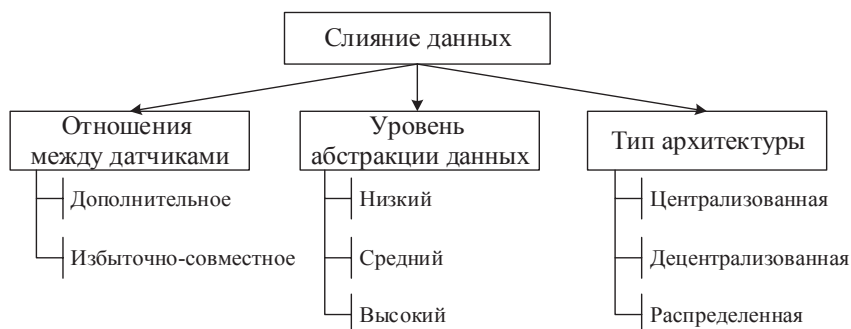 Слияние данных
Отношения
между датчиками
Дополнительное
Избыточно-совместное
Уровень
абстракции данных
Низкий
Средний
Высокий
Тип архитектуры
Централизованная
Децентрализованная
Распределенная